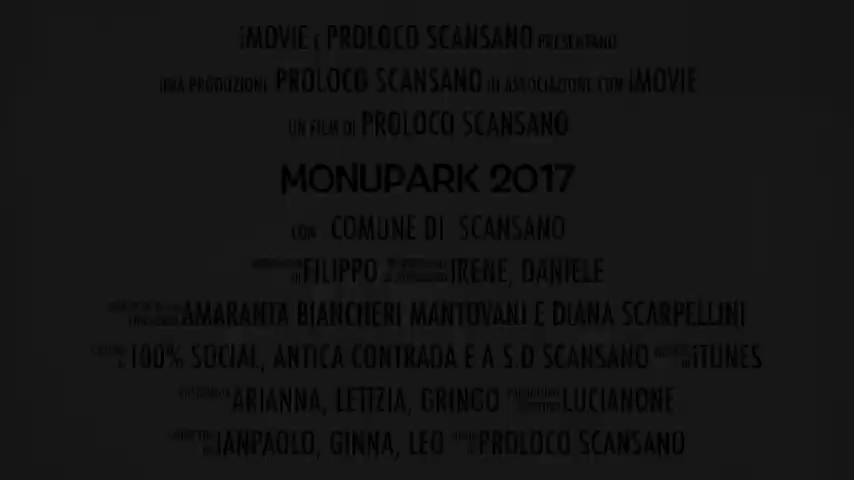 iMOVIE E PROLOCO SCANSANO PRESENTANO
UNA PRODUZIONE PROLOCO SCANSANO IN ASSOCIAZIONE CON iMOVIE
UN FILM DI PROLOCO SCANSANO
MONUPARK 2017
CON COMUNE DI SCANSANO
FILIPPO IRENE, DANIELE
AMARANTA BIANCHERI MANTOVANI E DIANA SCARPELLINI
100% SOCIAL, ANTICA CONTRADA E A S.D SCANSANO iTUNES
ARIANNA, LETIZIA, GRINGO LUCIANONE
IANPAOLO, GINNA, LEO PROLOCO SCANSANO